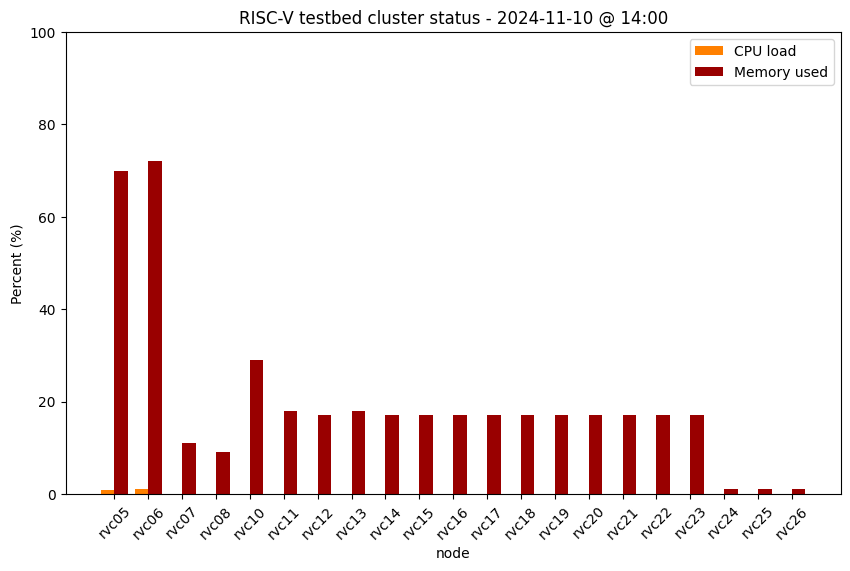 RISC-V testbed cluster status - 2024-11-10 @ 14:00
CPU load
Memory used
Percent (%)
100
80
60
40
20
0
rvc05
rvc06
rvc07
rvc08
rvc10
rvc11
rvc12
rvc13
rvc14
rvc15
rvc16
rvc17
rvc18
rvc19
rvc20
rvc21
rvc22
rvc23
rvc24
rvc25
rvc26
node